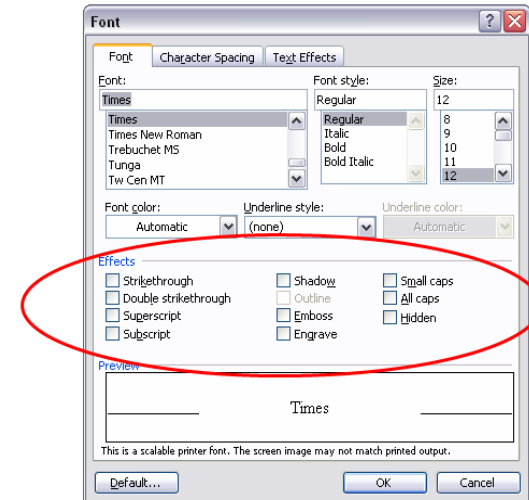 Font
Font Character Spacing Text Effects
Font: Font style: Size:
Times Regular 12
Times Regular 8
Times New Roman Italic 9
Trebuchet MS Bold 10
Tunga Bold Italic 11
Tw Cen MT 12
Font color: Underline style: Underline color:
Automatic (none) Automatic
Effects
Strikethrough Shadow Small caps
Double strikethrough Outline All caps
Superscript Emboss Hidden
Subscript Engrave
Preview
Times
This is a scalable printer font. The screen image may not match printed output.
Default... OK Cancel